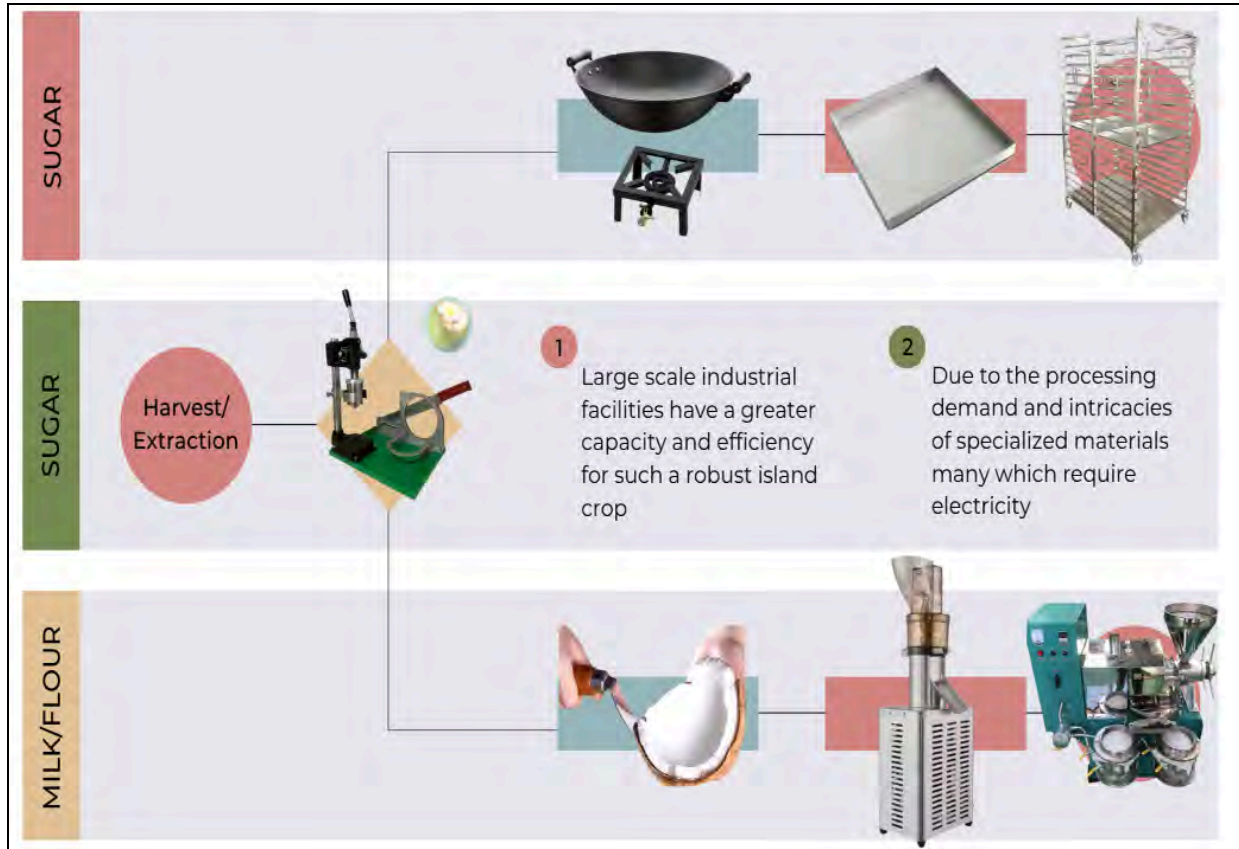 SUGAR
SUGAR
Harvest/
Extraction
1
Large scale industrial
facilities have a greater
capacity and efficiency
for such a robust island
crop
2
Due to the processing
demand and intricacies
of specialized materials
many which require
electricity
MILK/FLOUR